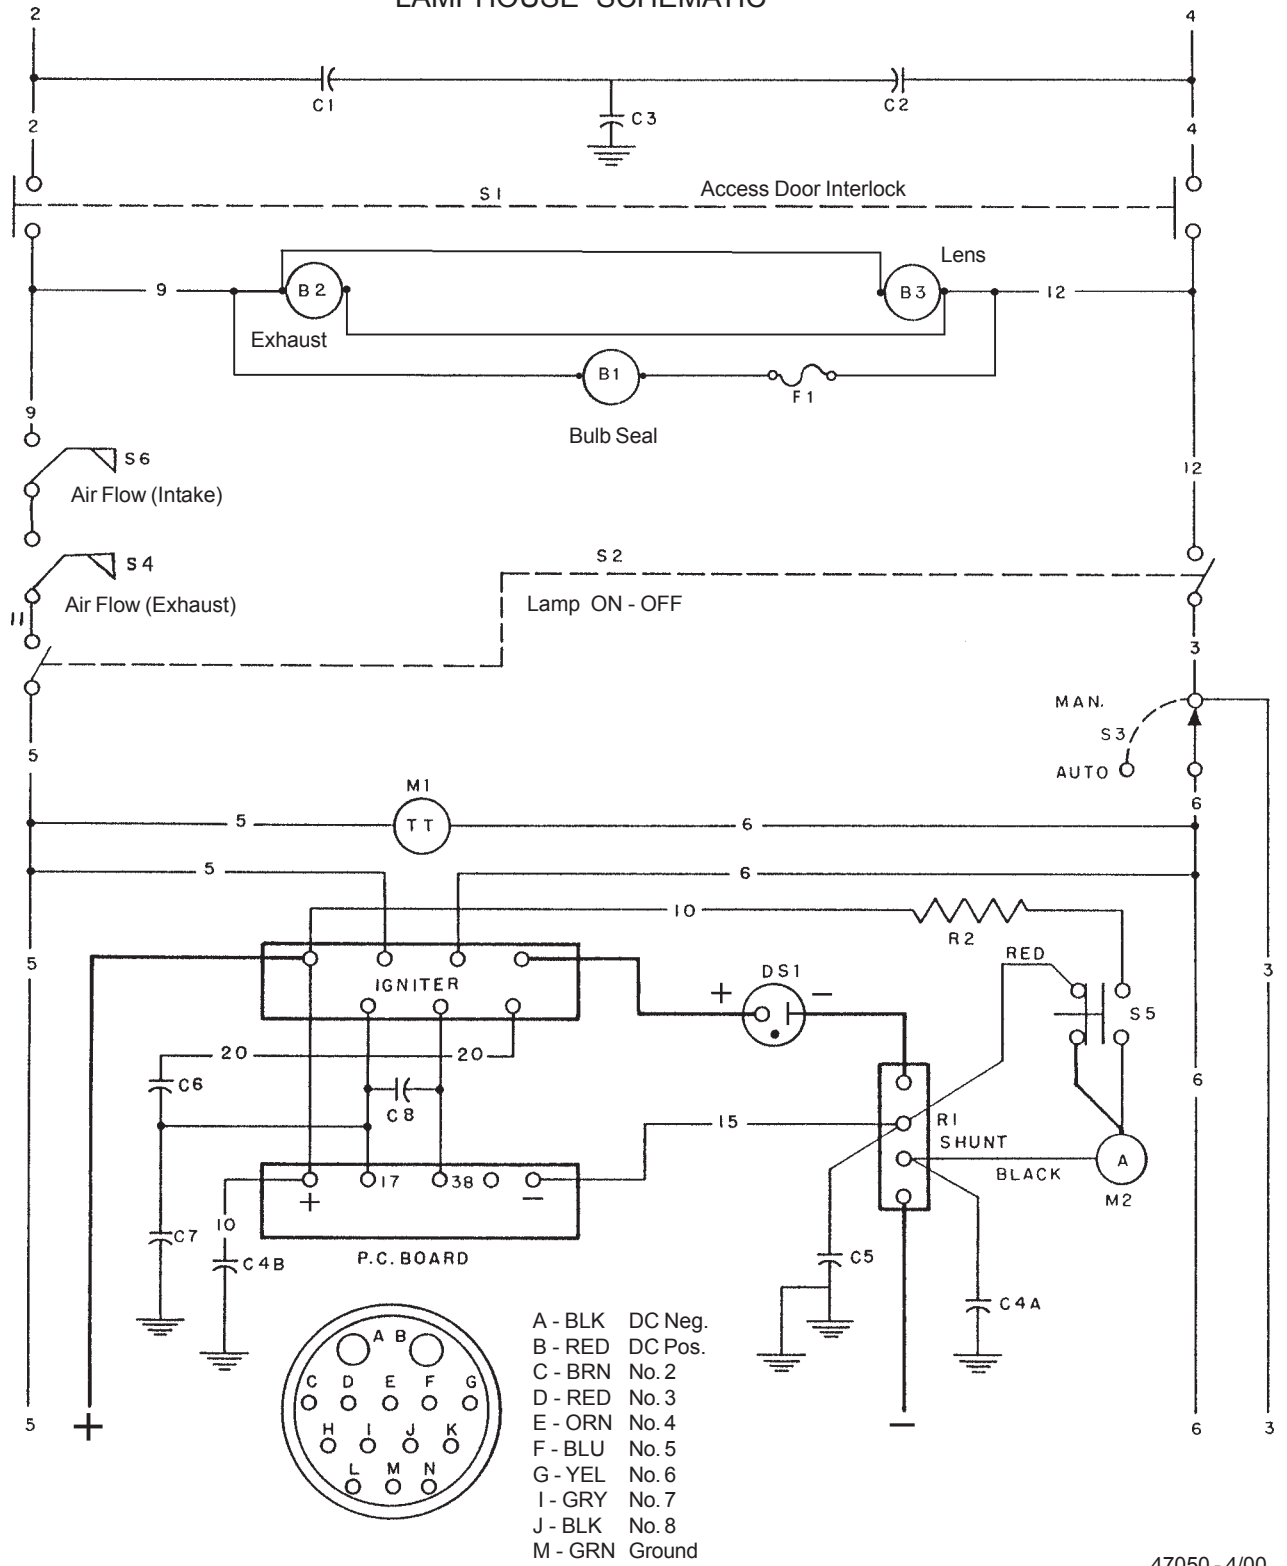 LAMPHOUSE SCHEMATIC
2
4
C1
C2
C3
2
4
S1
Access Door Interlock
Lens
9
B2
B3
12
Exhaust
B1
F1
Bulb Seal
9
S6
12
Air Flow (Intake)
S2
S4
Air Flow (Exhaust)
Lamp ON - OFF
11
3
MAN.
S3
5
AUTO
M1
6
5
TT
6
5
6
10
R2
RED
5
3
IGNITER
DS1
+
−
S5
20
20
C6
6
C8
15
R1
SHUNT
BLACK
A
17
38
+
−
M2
10
C7
C4B
P.C. BOARD
C5
C4A
A B
C D E F G
H I J K
L M N
A - BLK DC Neg.
B - RED DC Pos.
C - BRN No. 2
D - RED No. 3
E - ORN No. 4
F - BLU No. 5
G - YEL No. 6
I - GRY No. 7
J - BLK No. 8
M - GRN Ground
5
+
−
6
3
47050 - 4/00